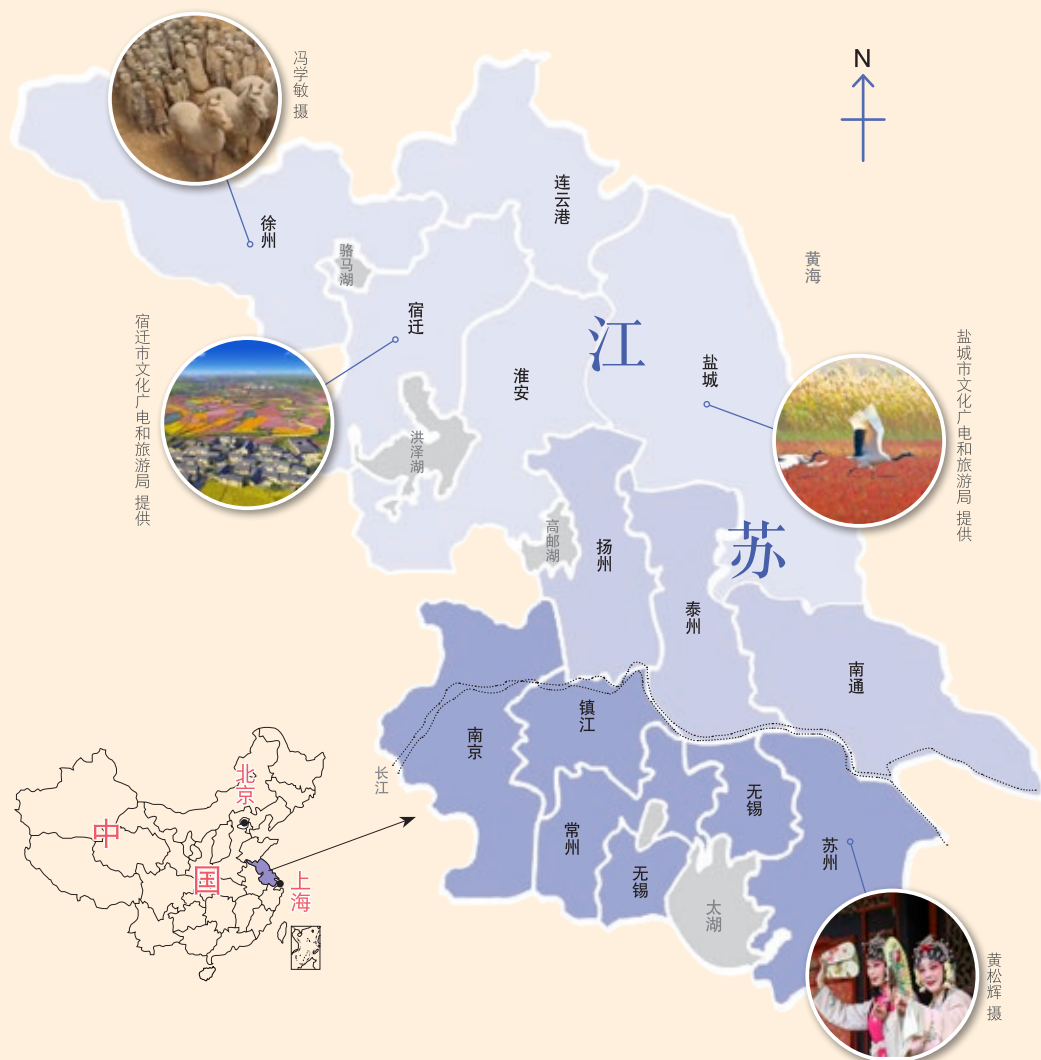 冯学敏 摄
N
连云港
徐州
骆马湖
黄海
宿迁
江
宿迁市文化广电和旅游局 提供
盐城
盐城市文化广电和旅游局 提供
淮安
洪泽湖
苏
高邮湖
扬州
泰州
南通
镇江
南京
长江
北京
无锡
中
常州
苏州
国
无锡
上海
太湖
黄松辉 摄